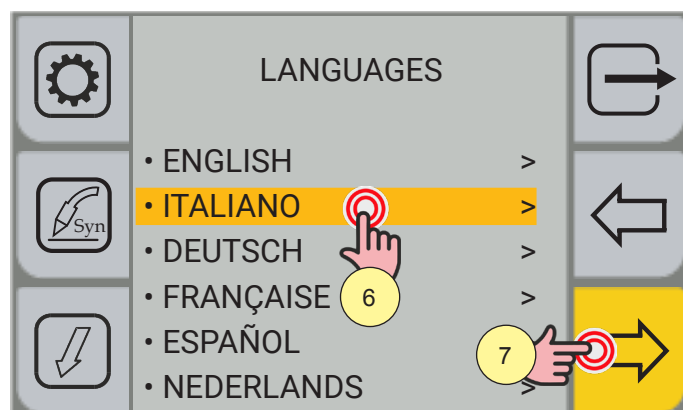 LANGUAGES
• ENGLISH >
• ITALIANO >
Syn
• DEUTSCH >
• FRANÇAISE >
6
• ESPAÑOL
7
• NEDERLANDS >